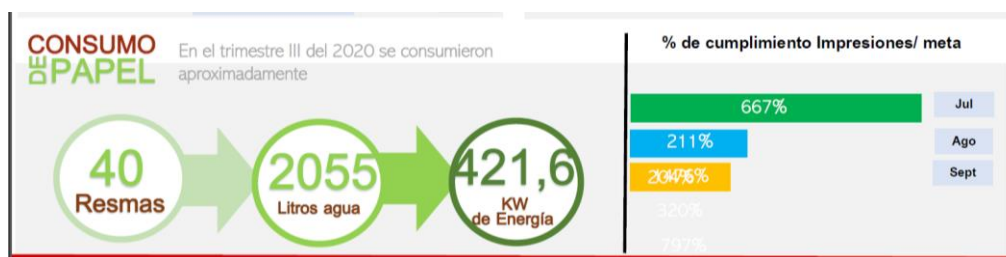 CONSUMO
DE PAPEL
En el trimestre III del 2020 se consumieron
aproximadamente
40
Resmas
2055
Litros agua
421,6
KW
de Energía
% de cumplimiento Impresiones/ meta
667%
Jul
211%
Ago
Sept
320%
797%